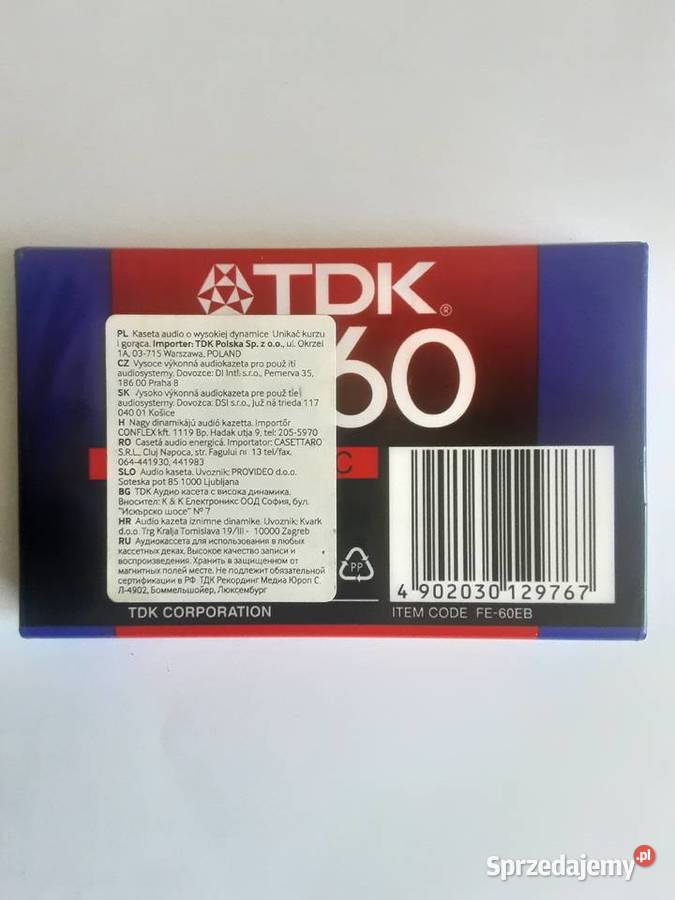 TDK®
60
C
PL Kaseta audio o wysokiej dynamice. Unikać kurzu
i gorąca. Importer: TDK Polska Sp. z o.o., ul. Okrzei
1A, 03-715 Warszawa, POLAND
CZ Vysoce výkonná audiokazeta pro použ ití
audiosystemy. Dovozce: DI Intl. s.r.o., Pernerva 35,
186 00 Praha 8
SK Vysoko výkonná audiokazeta pre použ tie
audiosystemy. Dovozca: DSI s.r.o., Juž ná trieda 117
040 01 Košice
H Nagy dinamikájú audió kazetta. Importőr
CONFLEX kft. 1119 Bp. Hadak utja 9, tel: 205-5970
RO Casetă audio energică. Importator: CASETTARO
S.R.L., Cluj Napoca, str. Fagului nr 13 tel/fax.
064-441930, 441983
SLO Audio kaseta. Uvoznik: PROVIDEO d.o.o.
Soteska pot 85 1000 Ljubljana
BG TDK Аудио касета с висока динамика.
Вносител: К & К Електроникс ООД София, бул.
"Искърско шосе" № 7
HR Audio kazeta iznimne dinamike. Uvoznik: Kvark
d.o.o. Trg Kralja Tomislava 19/III - 10000 Zagreb
RU Аудиокассета для использования в любых
кассетных деках. Высокое качество записи и
воспроизведения. Хранить в защищенном от
магнитных полей месте. Не подлежит обязательной
сертификации в РФ. ТДК Рекординг Медиа Юроп С.
Л-4902, Боммельшойер, Люксембург
PP
4 902030 129767
TDK CORPORATION
ITEM CODE FE-60EB
Sprzedajemy.pl